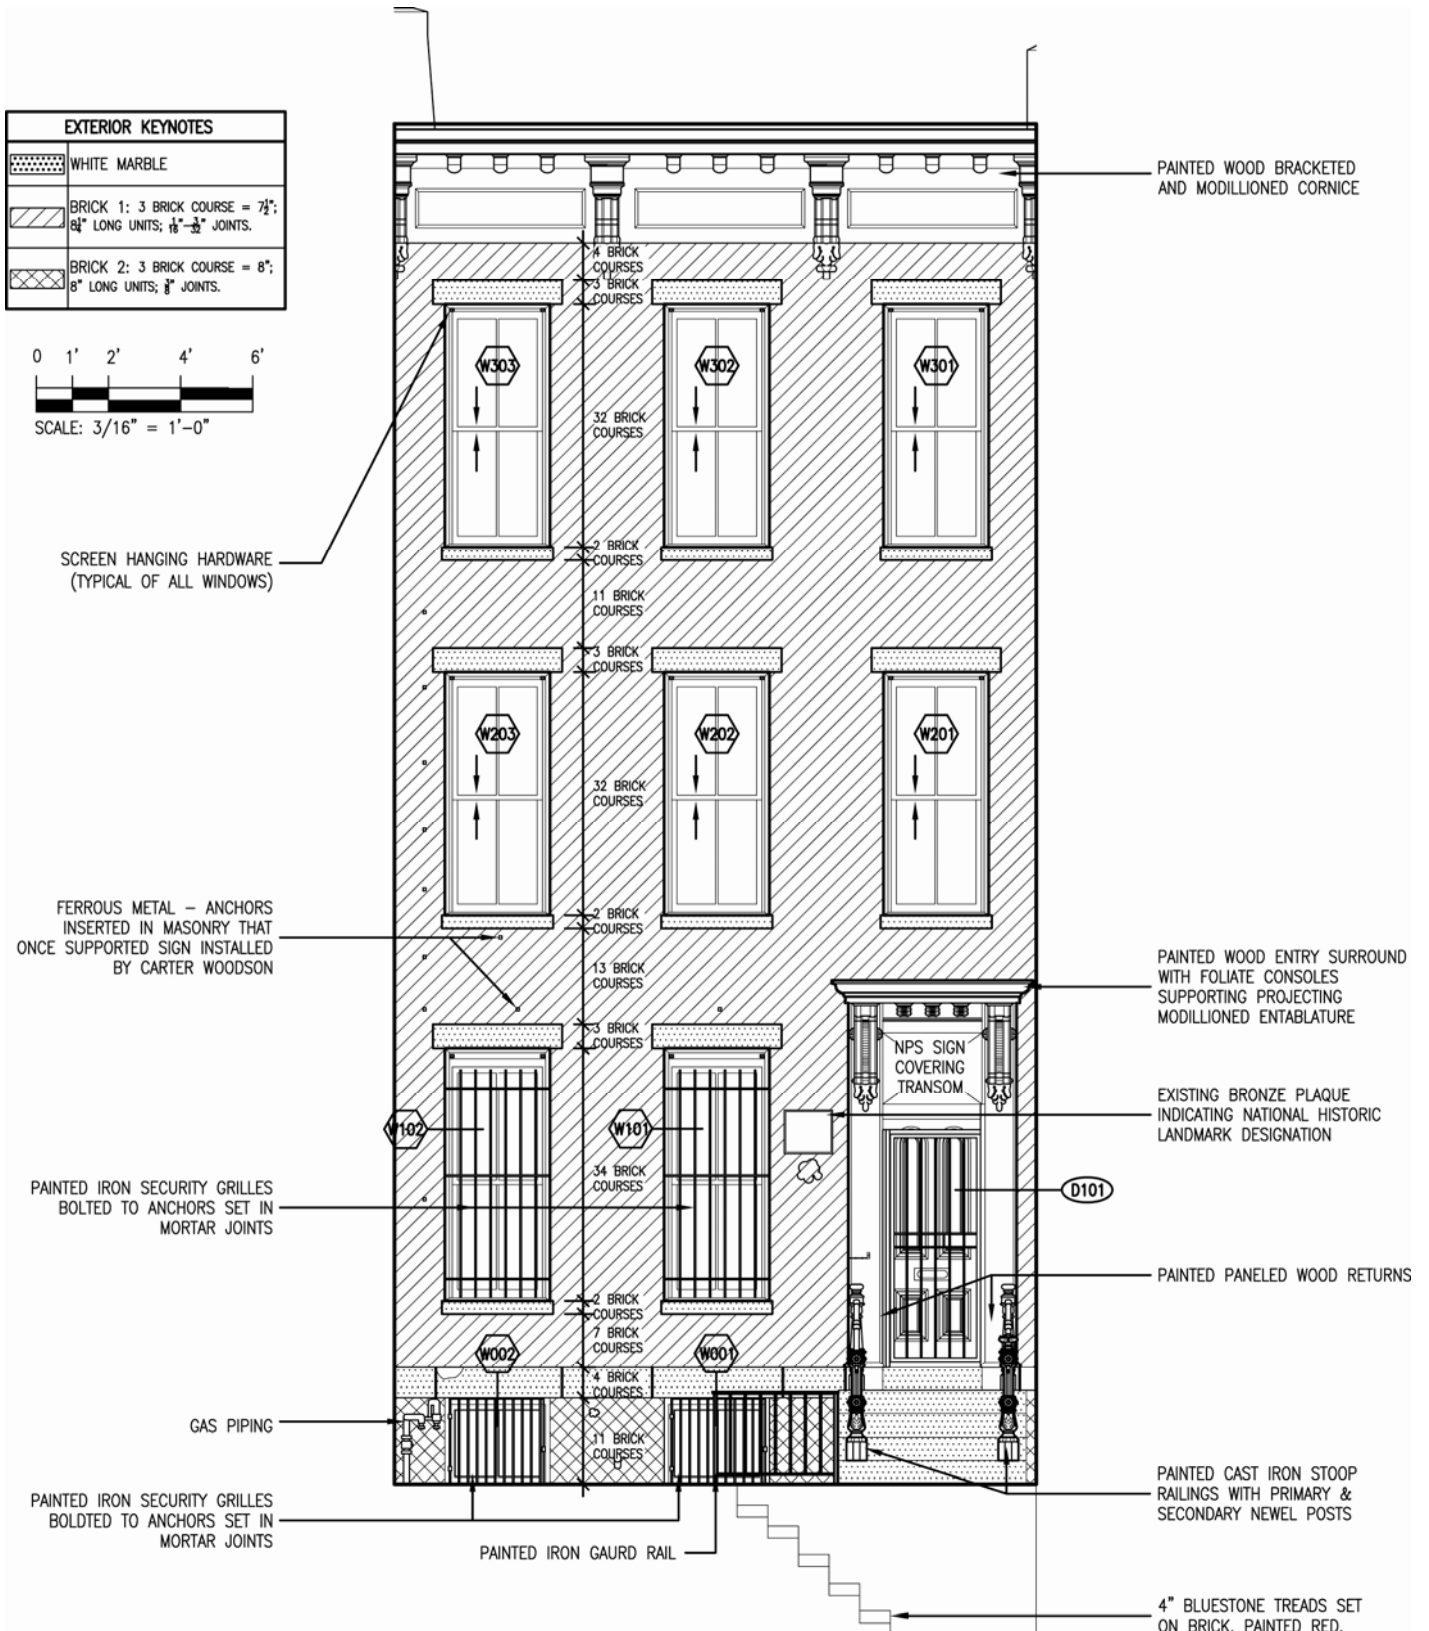 EXTERIOR KEYNOTES
WHITE MARBLE
BRICK 1: 3 BRICK COURSE = 7½";
8¼" LONG UNITS; 1/16"-3/32" JOINTS.
BRICK 2: 3 BRICK COURSE = 8";
8" LONG UNITS; ⅜" JOINTS.
0 1' 2' 4' 6'
SCALE: 3/16" = 1'-0"
SCREEN HANGING HARDWARE
(TYPICAL OF ALL WINDOWS)
FERROUS METAL – ANCHORS
INSERTED IN MASONRY THAT
ONCE SUPPORTED SIGN INSTALLED
BY CARTER WOODSON
PAINTED IRON SECURITY GRILLES
BOLTED TO ANCHORS SET IN
MORTAR JOINTS
GAS PIPING
PAINTED IRON SECURITY GRILLES
BOLDTED TO ANCHORS SET IN
MORTAR JOINTS
PAINTED IRON GAURD RAIL
4 BRICK
COURSES
3 BRICK
COURSES
W303
W302
W301
32 BRICK
COURSES
2 BRICK
COURSES
11 BRICK
COURSES
3 BRICK
COURSES
W203
W202
W201
32 BRICK
COURSES
2 BRICK
COURSES
13 BRICK
COURSES
3 BRICK
COURSES
NPS SIGN
COVERING
TRANSOM
W102
W101
34 BRICK
COURSES
2 BRICK
COURSES
7 BRICK
COURSES
W002
W001
4 BRICK
COURSES
11 BRICK
COURSES
PAINTED WOOD BRACKETED
AND MODILLIONED CORNICE
PAINTED WOOD ENTRY SURROUND
WITH FOLIATE CONSOLES
SUPPORTING PROJECTING
MODILLIONED ENTABLATURE
EXISTING BRONZE PLAQUE
INDICATING NATIONAL HISTORIC
LANDMARK DESIGNATION
D101
PAINTED PANELED WOOD RETURNS
PAINTED CAST IRON STOOP
RAILINGS WITH PRIMARY &
SECONDARY NEWEL POSTS
4" BLUESTONE TREADS SET
ON BRICK, PAINTED RED.